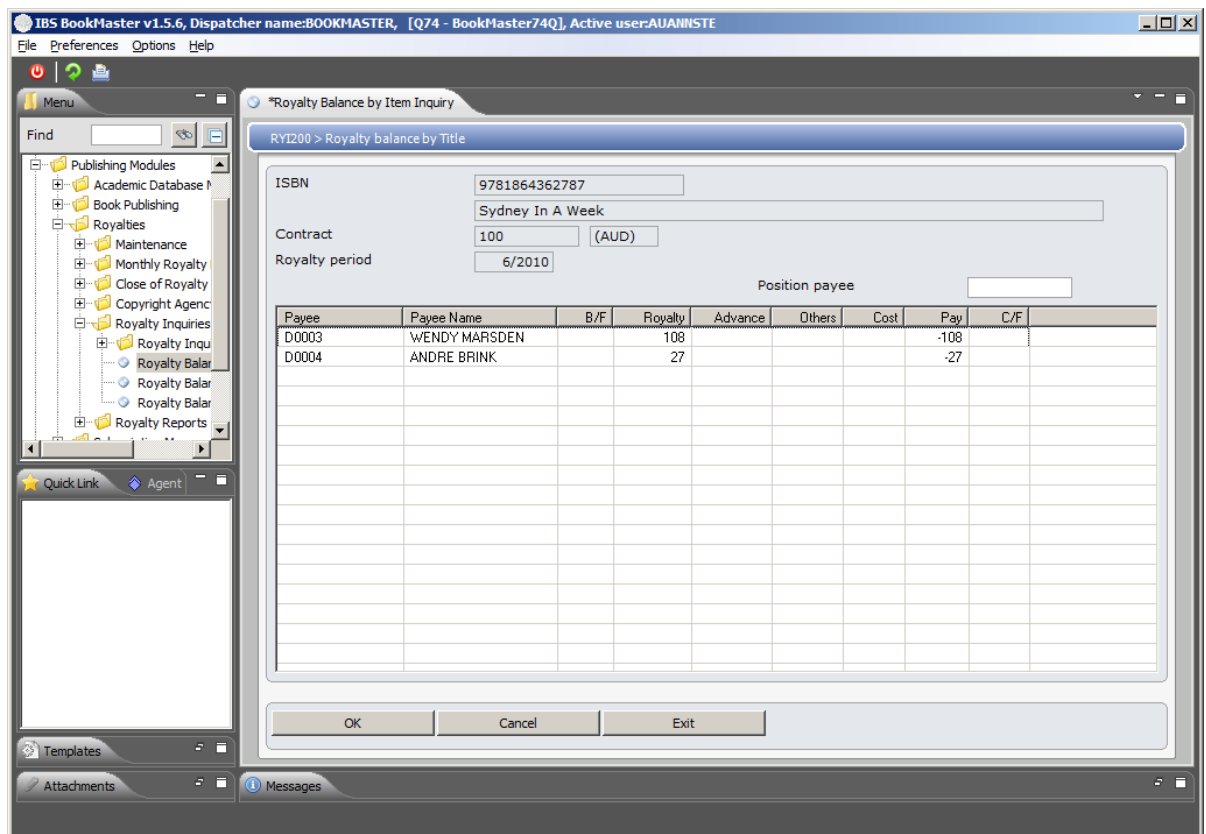 IBS BookMaster v1.5.6, Dispatcher name:BOOKMASTER, [Q74 - BookMaster74Q], Active user:AUANNSTE
File Preferences Options Help
Menu
Find
Publishing Modules
Academic Database
Book Publishing
Royalties
Maintenance
Monthly Royalty
Close of Royalty
Copyright Agenc
Royalty Inquiries
Royalty Inqu
Royalty Balar
Royalty Balar
Royalty Balar
Royalty Reports
Quick Link Agent
Templates
Attachments
*Royalty Balance by Item Inquiry
RYI200 > Royalty balance by Title
ISBN 9781864362787
Sydney In A Week
Contract 100 (AUD)
Royalty period 6/2010
Position payee
Payee Payee Name B/F Royalty Advance Others Cost Pay C/F
D0003 WENDY MARSDEN 108 -108
D0004 ANDRE BRINK 27 -27
OK Cancel Exit
Messages